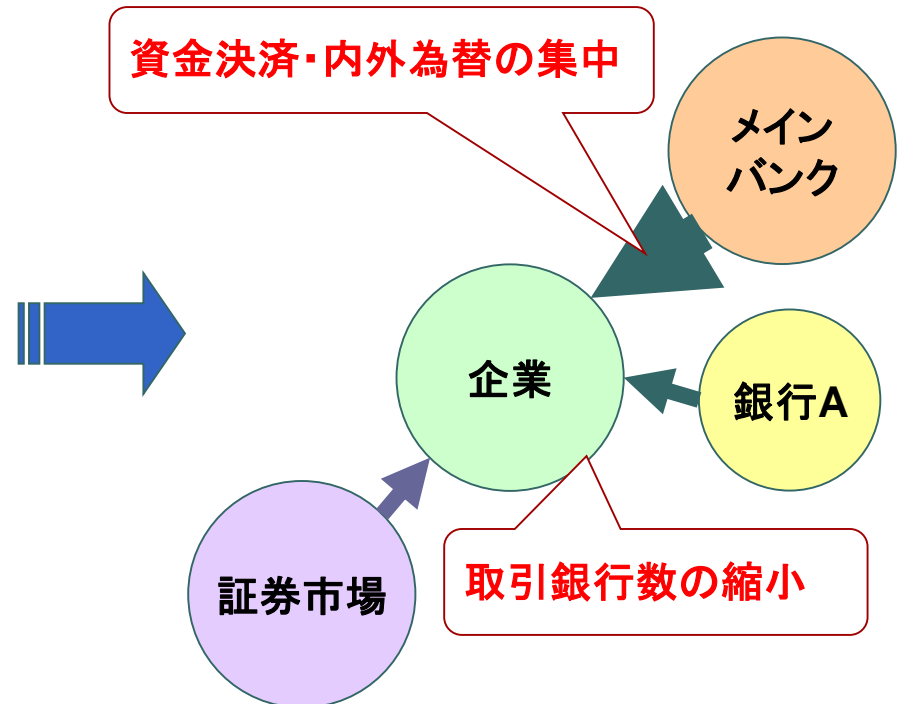 資金決済・内外為替の集中
メイン
バンク
企業
銀行A
取引銀行数の縮小
証券市場